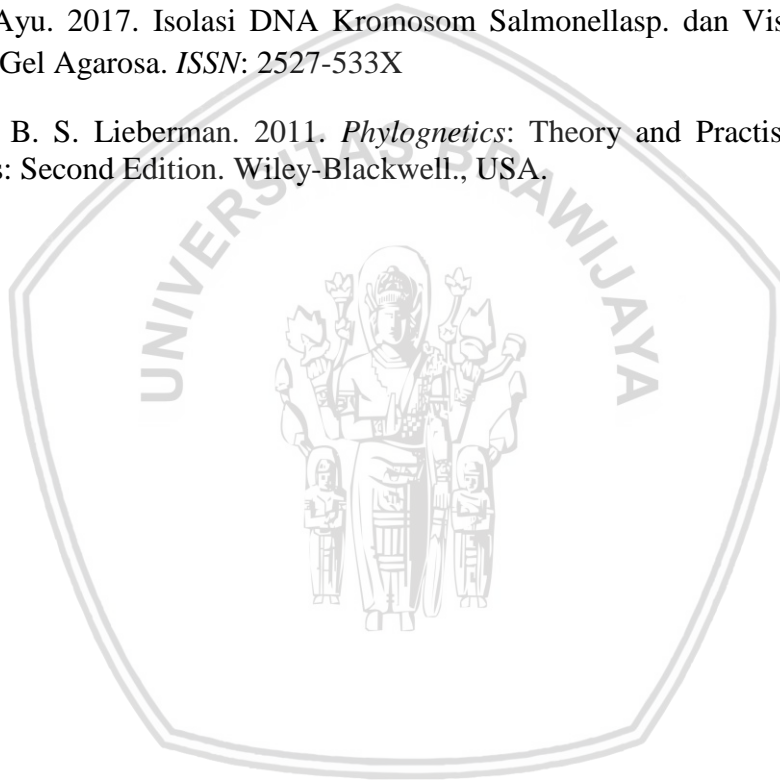 Ayu. 2017. Isolasi DNA Kromosom Salmonellasp. dan Vis
Gel Agarosa. ISSN: 2527-533X
B. S. Lieberman. 2011. Phylognetics: Theory and Practis
s: Second Edition. Wiley-Blackwell., USA.
UNIVERSITAS BRAWIJAYA